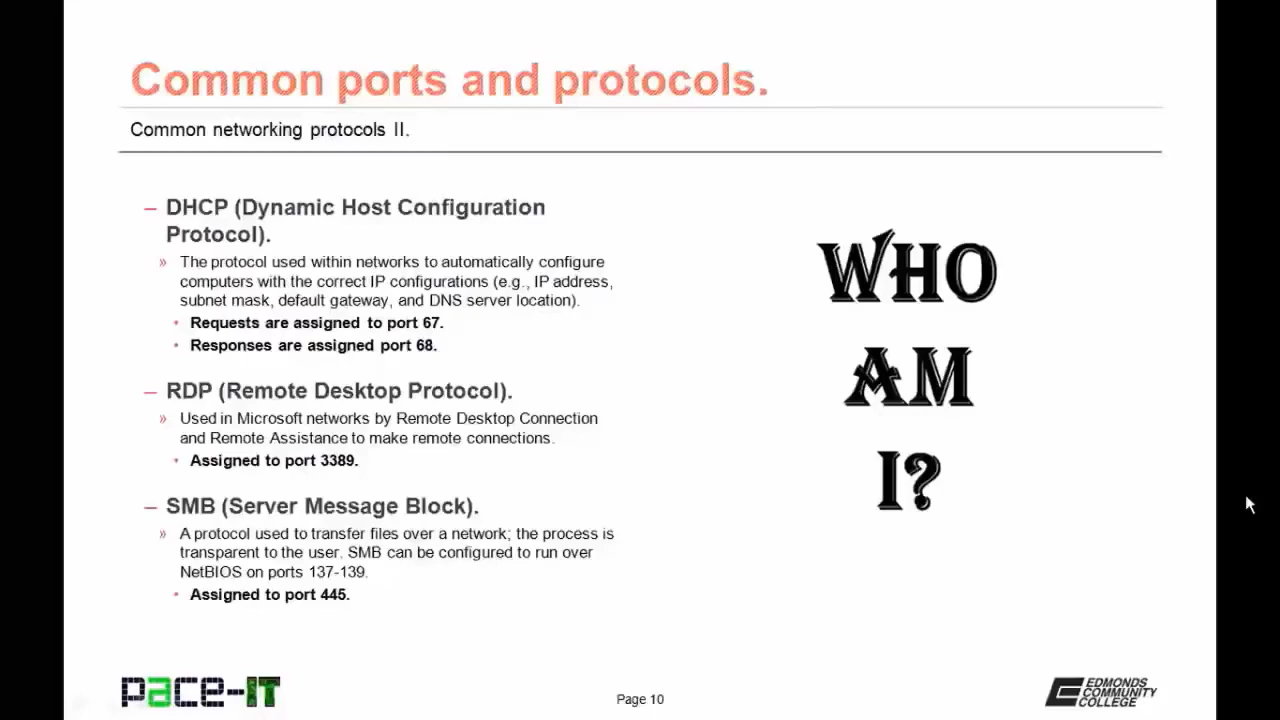 Common ports and protocols.
Common networking protocols II.
– DHCP (Dynamic Host Configuration
Protocol).
» The protocol used within networks to automatically configure
computers with the correct IP configurations (e.g., IP address,
subnet mask, default gateway, and DNS server location).
• Requests are assigned to port 67.
• Responses are assigned port 68.
– RDP (Remote Desktop Protocol).
» Used in Microsoft networks by Remote Desktop Connection
and Remote Assistance to make remote connections.
• Assigned to port 3389.
– SMB (Server Message Block).
» A protocol used to transfer files over a network; the process is
transparent to the user. SMB can be configured to run over
NetBIOS on ports 137-139.
• Assigned to port 445.
WHO
AM
I?
pace-IT
Page 10
EDMONDS
COMMUNITY
COLLEGE